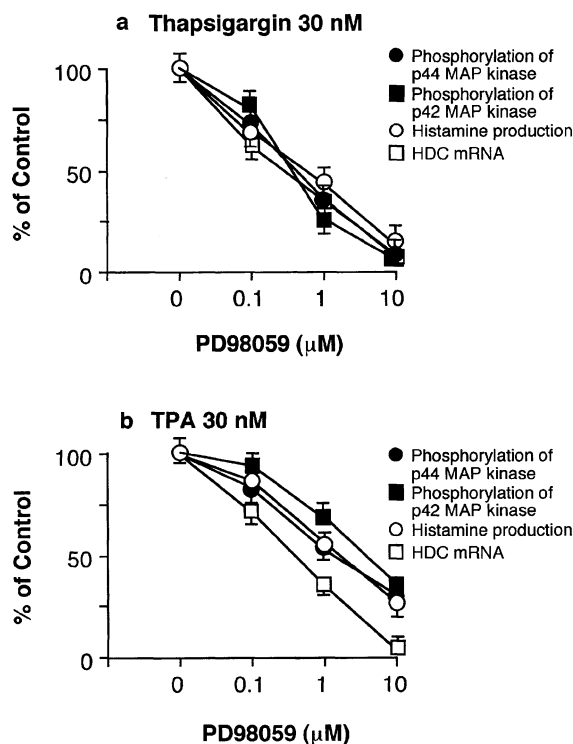 a Thapsigargin 30 nM
Phosphorylation of
p44 MAP kinase
Phosphorylation of
p42 MAP kinase
Histamine production
HDC mRNA
% of Control
100
50
0
0 0.1 1 10
PD98059 (μM)
b TPA 30 nM
Phosphorylation of
p44 MAP kinase
Phosphorylation of
p42 MAP kinase
Histamine production
HDC mRNA
% of Control
100
50
0
0 0.1 1 10
PD98059 (μM)